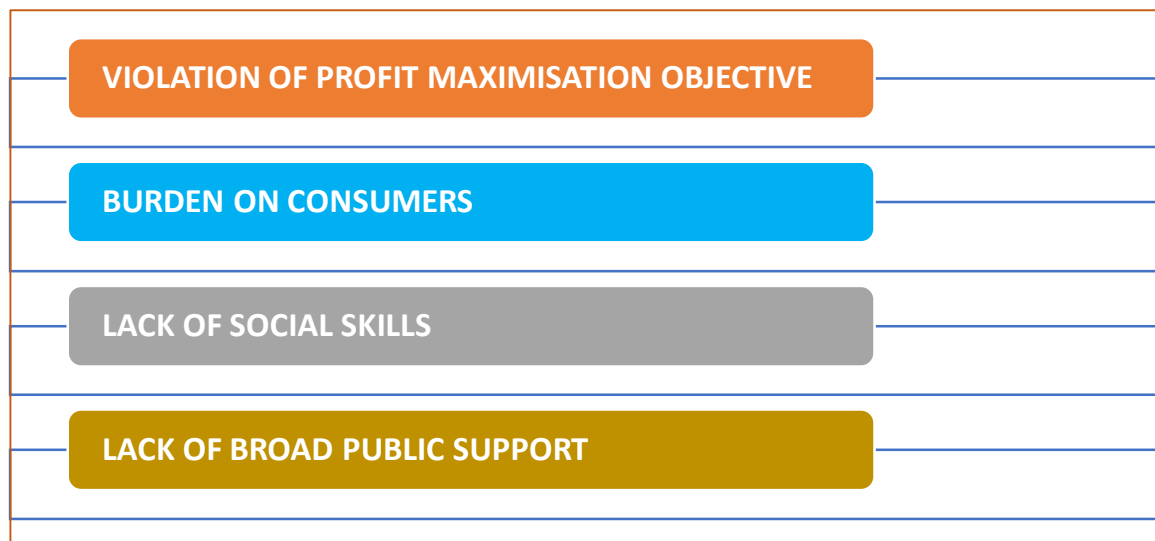 VIOLATION OF PROFIT MAXIMISATION OBJECTIVE
BURDEN ON CONSUMERS
LACK OF SOCIAL SKILLS
LACK OF BROAD PUBLIC SUPPORT